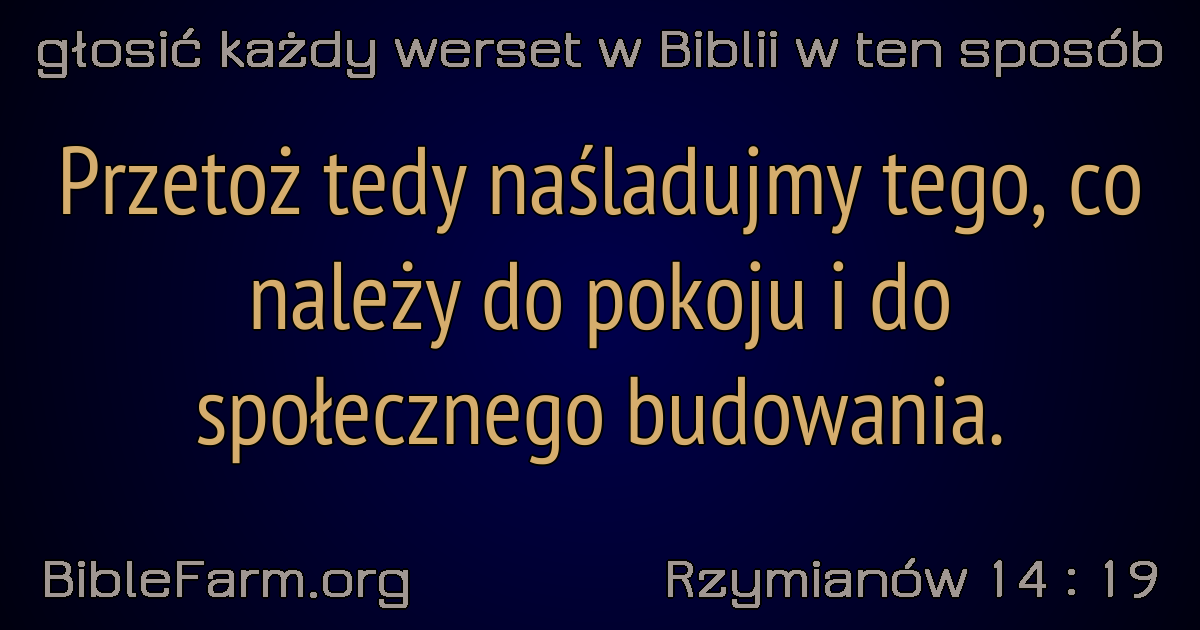 głosić każdy werset w Biblii w ten sposób
Przetoż tedy naśladujmy tego, co
należy do pokoju i do
społecznego budowania.
BibleFarm.org
Rzymianów 14 : 19